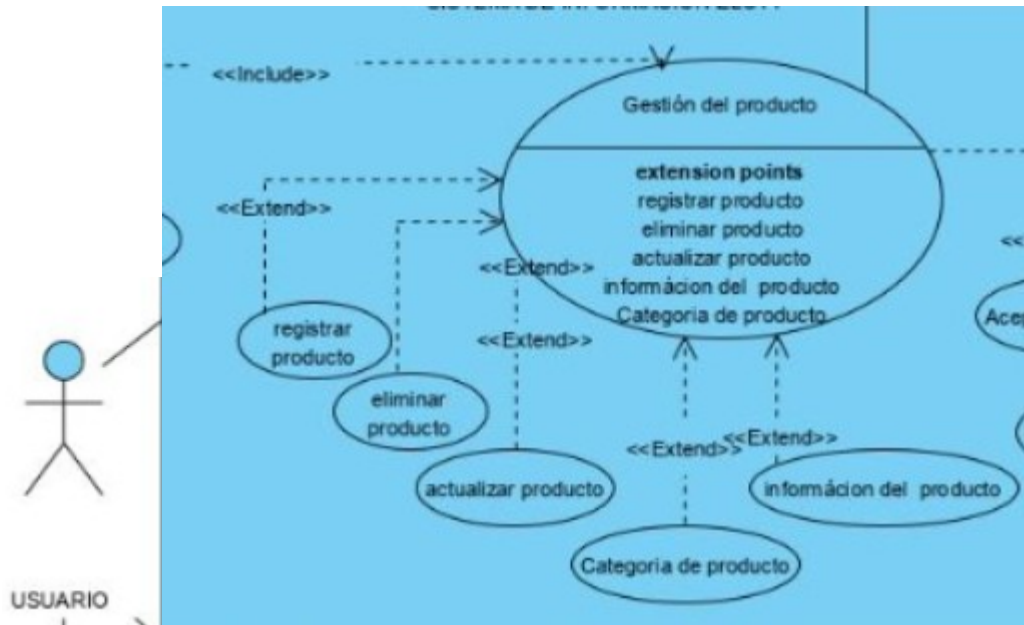 <<Include>>
Gestión del producto
extension points
registrar producto
eliminar producto
actualizar producto
informácion del producto
Categoria de producto
<<Extend>>
<<Extend>>
<<Extend>>
<<Extend>>
<<Extend>>
registrar
producto
eliminar
producto
actualizar producto
informácion del producto
Categoria de producto
USUARIO